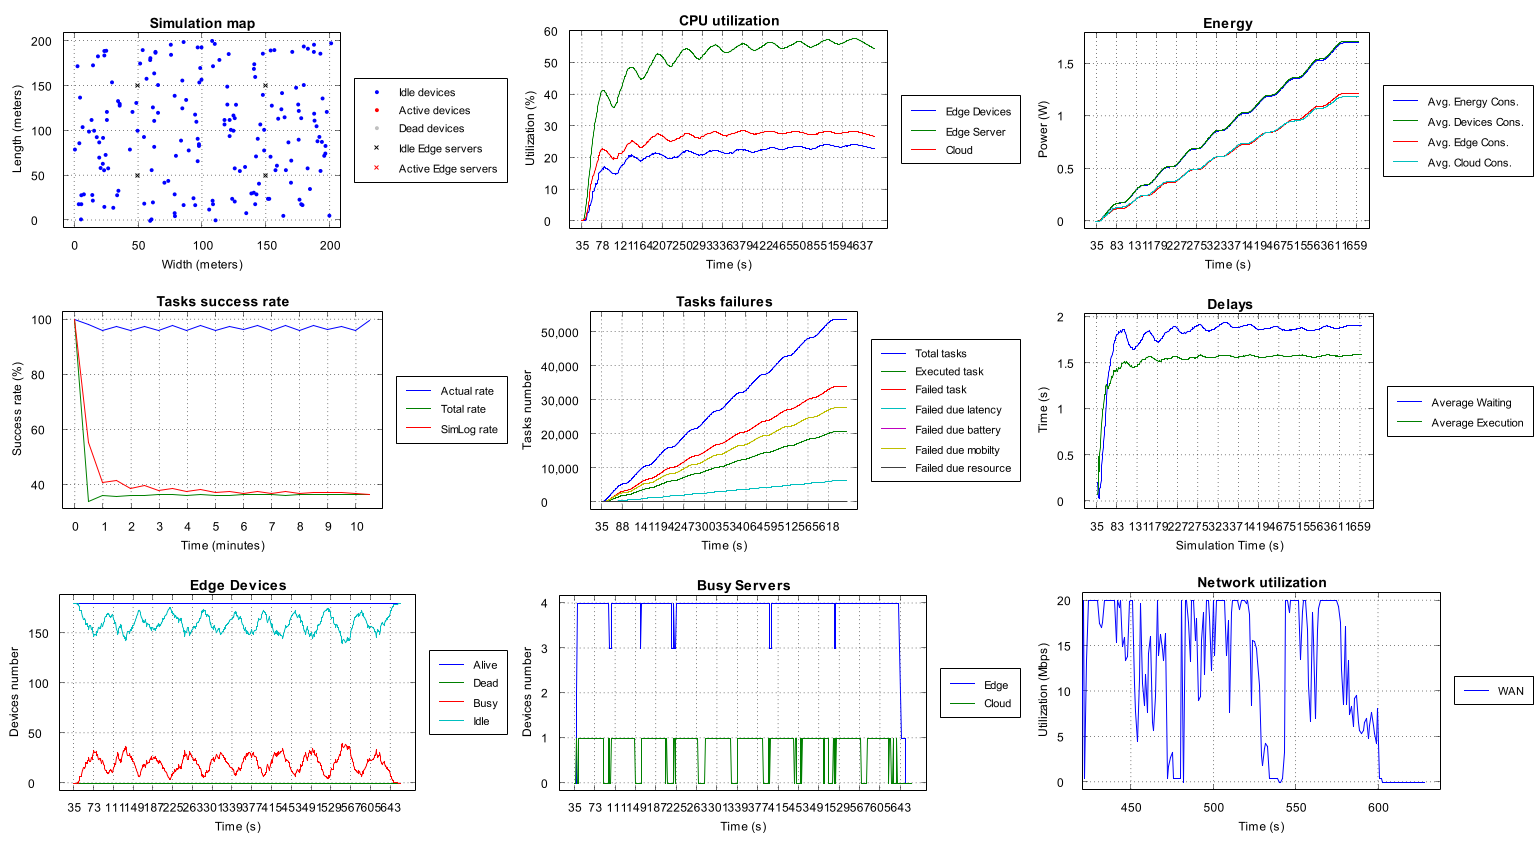 Simulation map
Length (meters)
200
150
100
50
0
0 50 100 150 200
Width (meters)
Idle devices
Active devices
Dead devices
Idle Edge servers
Active Edge servers
CPU utilization
Utilization (%)
60
50
40
30
20
10
0
35 78 121164207250293336379422465508551594637
Time (s)
Edge Devices
Edge Server
Cloud
Energy
Power (W)
1.5
1
0.5
0
35 83 131179227275323371419467515563611659
Time (s)
Avg. Energy Cons.
Avg. Devices Cons.
Avg. Edge Cons.
Avg. Cloud Cons.
Tasks success rate
Success rate (%)
100
80
60
40
0 1 2 3 4 5 6 7 8 9 10
Time (minutes)
Actual rate
Total rate
SimLog rate
Tasks failures
Tasks number
50,000
40,000
30,000
20,000
10,000
0
35 88 141194247300353406459512565618
Time (s)
Total tasks
Executed task
Failed task
Failed due latency
Failed due battery
Failed due mobilty
Failed due resource
Delays
Time (s)
2
1.5
1
0.5
0
35 83 131179227275323371419467515563611659
Simulation Time (s)
Average Waiting
Average Execution
Edge Devices
Devices number
150
100
50
0
35 73 111149187225263301339377415453491529567605643
Time (s)
Alive
Dead
Busy
Idle
Busy Servers
Devices number
4
3
2
1
0
35 73 111149187225263301339377415453491529567605643
Time (s)
Edge
Cloud
Network utilization
Utilization (Mbps)
20
15
10
5
0
450 500 550 600
Time (s)
WAN